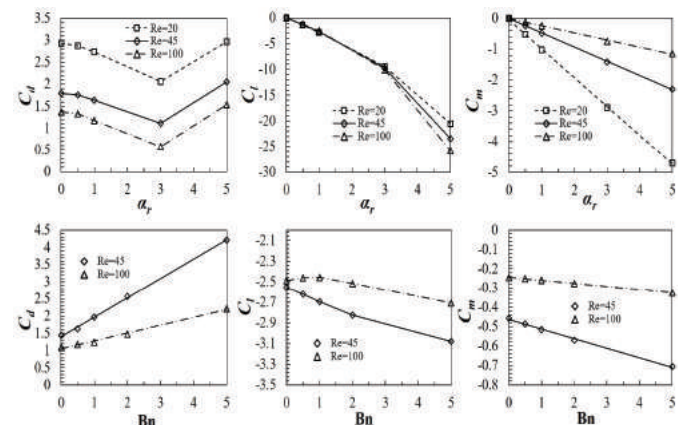 3.5
3
2.5
2
1.5
1
0.5
0
C_d
0 1 2 3 4 5
α_r
Re=20
Re=45
Re=100
0
-5
-10
-15
-20
-25
-30
C_l
0 1 2 3 4 5
α_r
Re=20
Re=45
Re=100
0
-1
-2
-3
-4
-5
C_m
0 1 2 3 4 5
α_r
Re=20
Re=45
Re=100
4.5
4
3.5
3
2.5
2
1.5
1
0.5
0
C_d
0 1 2 3 4 5
Bn
Re=45
Re=100
-2.1
-2.3
-2.5
-2.7
-2.9
-3.1
-3.3
-3.5
C_l
0 1 2 3 4 5
Bn
Re=45
Re=100
0
-0.1
-0.2
-0.3
-0.4
-0.5
-0.6
-0.7
-0.8
C_m
0 1 2 3 4 5
Bn
Re=45
Re=100